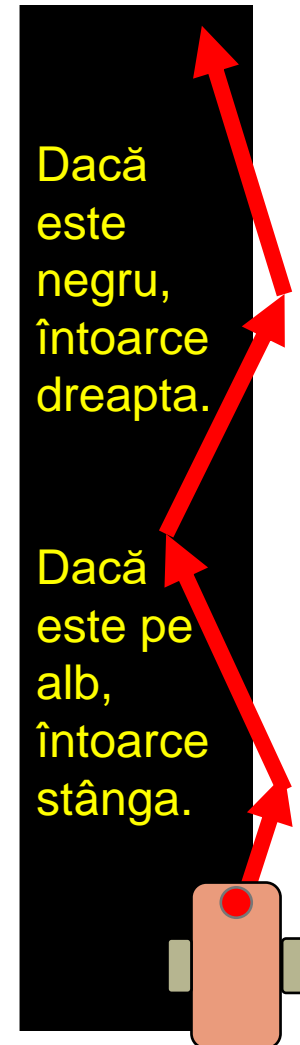 Dacă
este
negru,
întoarce
dreapta.
Dacă
este pe
alb,
întoarce
stânga.